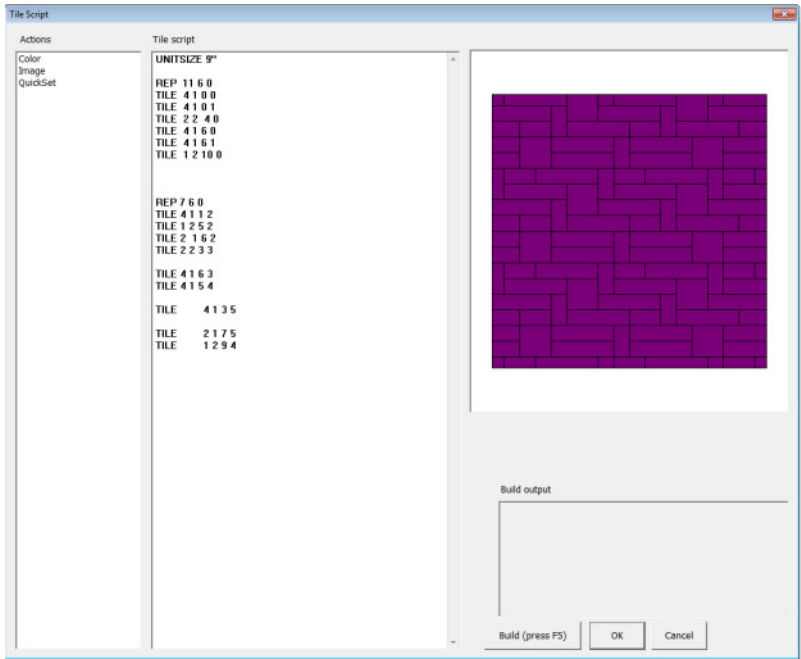 Tile Script
Actions
Color
Image
QuickSet
Tile script
UNITSIZE 9"
REP 11 6 0
TILE 4 1 0 0
TILE 4 1 0 1
TILE 2 2 4 0
TILE 4 1 6 0
TILE 4 1 6 1
TILE 1 2 10 0
REP 7 6 0
TILE 4 1 1 2
TILE 1 2 5 2
TILE 2 1 6 2
TILE 2 2 3 3
TILE 4 1 6 3
TILE 4 1 5 4
TILE 4 1 3 5
TILE 2 1 7 5
TILE 1 2 9 4
Build output
Build (press F5)
OK
Cancel